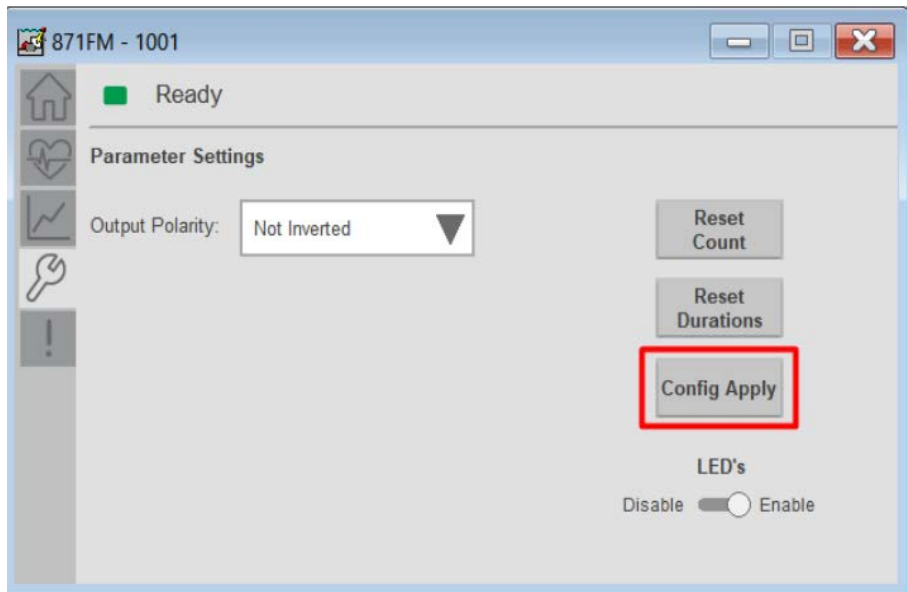 871FM - 1001
Ready
Parameter Settings
Output Polarity:
Not Inverted
Reset
Count
Reset
Durations
Config Apply
LED's
Disable
Enable